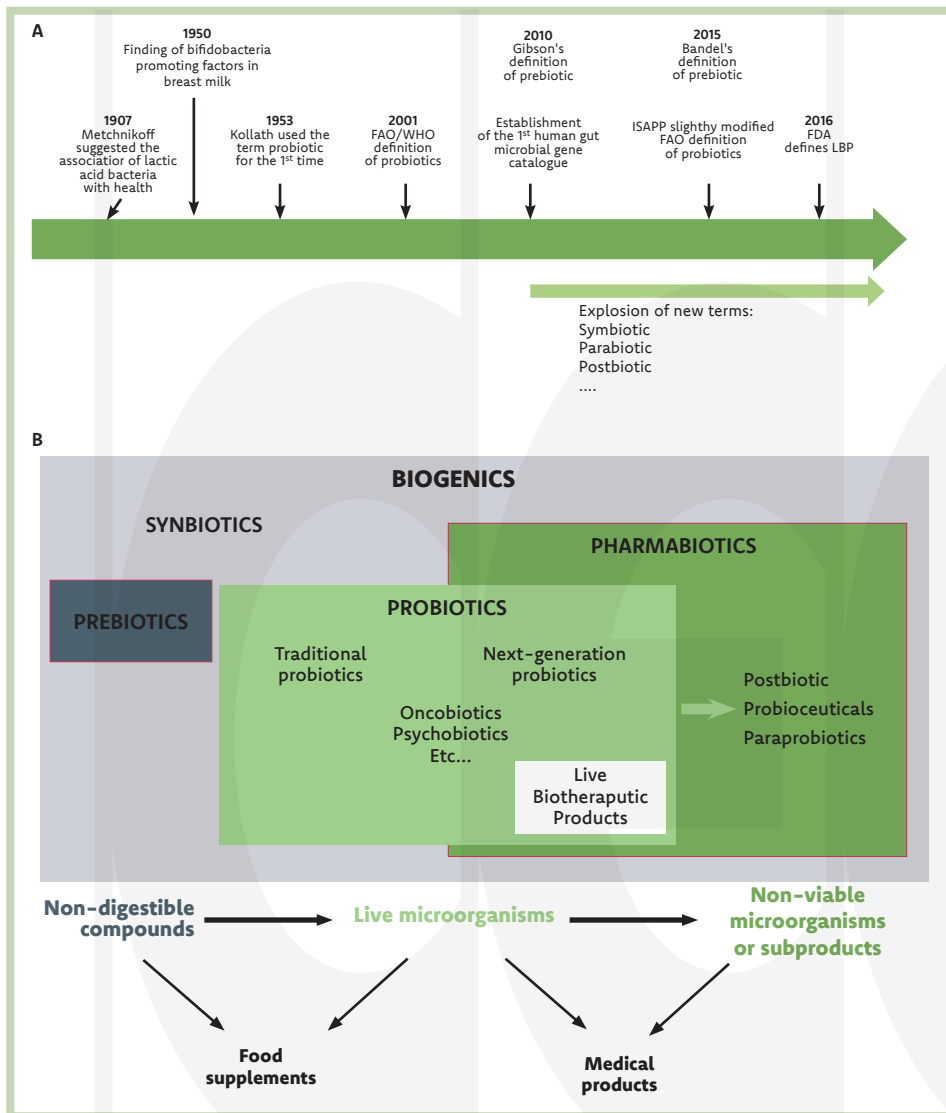 A
1950
Finding of bifidobacteria
promoting factors in
breast milk
2010
Gibson's
definition
of prebiotic
2015
Bandel's
definition
of prebiotic
1907
Metchnikoff
suggested the
associatior of lactic
acid bacteria
with health
1953
Kollath used the
term probiotic
for the 1st time
2001
FAO/WHO
definition
of probiotics
Establishment
of the 1st human gut
microbial gene
catalogue
ISAPP slighthy modified
FAO definition
of probiotics
2016
FDA
defines LBP
Explosion of new terms:
Symbiotic
Parabiotic
Postbiotic
....
B
BIOGENICS
SYNBIOTICS
PHARMABIOTICS
PREBIOTICS
PROBIOTICS
Traditional
probiotics
Next-generation
probiotics
Oncobiotics
Psychobiotics
Etc...
Live
Biotheraputic
Products
Postbiotic
Probioceuticals
Paraprobiotics
Non-digestible
compounds
Live microorganisms
Non-viable
microorganisms
or subproducts
Food
supplements
Medical
products